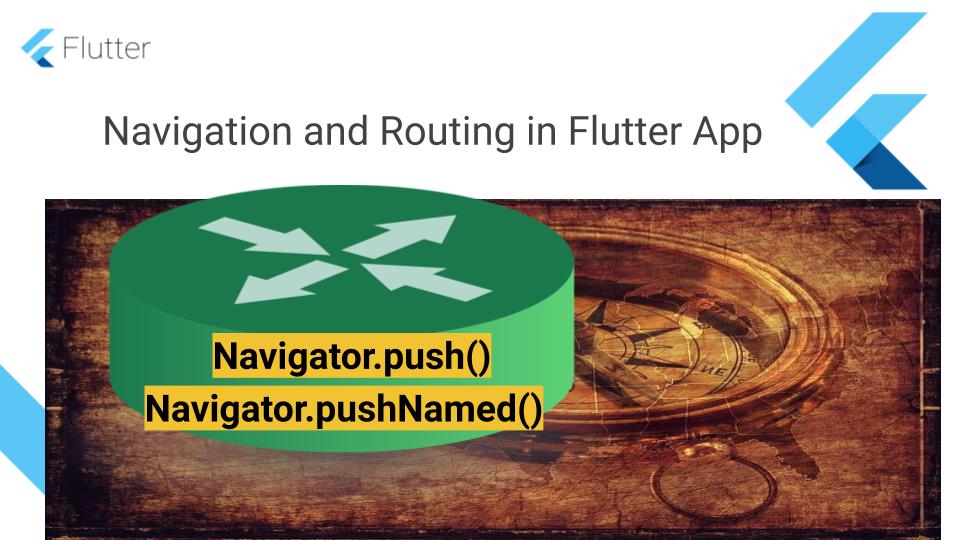 Flutter
Navigation and Routing in Flutter App
Navigator.push()
Navigator.pushNamed()